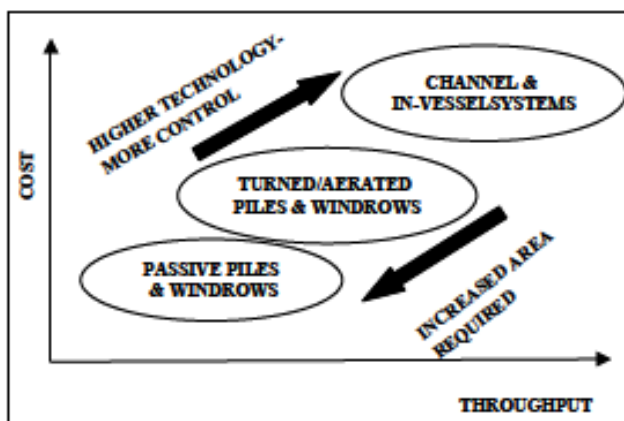 HIGHER TECHNOLOGY-
MORE CONTROL
CHANNEL &
IN-VESSELSYSTEMS
COST
TURNED/AERATED
PILES & WINDROWS
PASSIVE PILES
& WINDROWS
INCREASED AREA
REQUIRED
THROUGHPUT